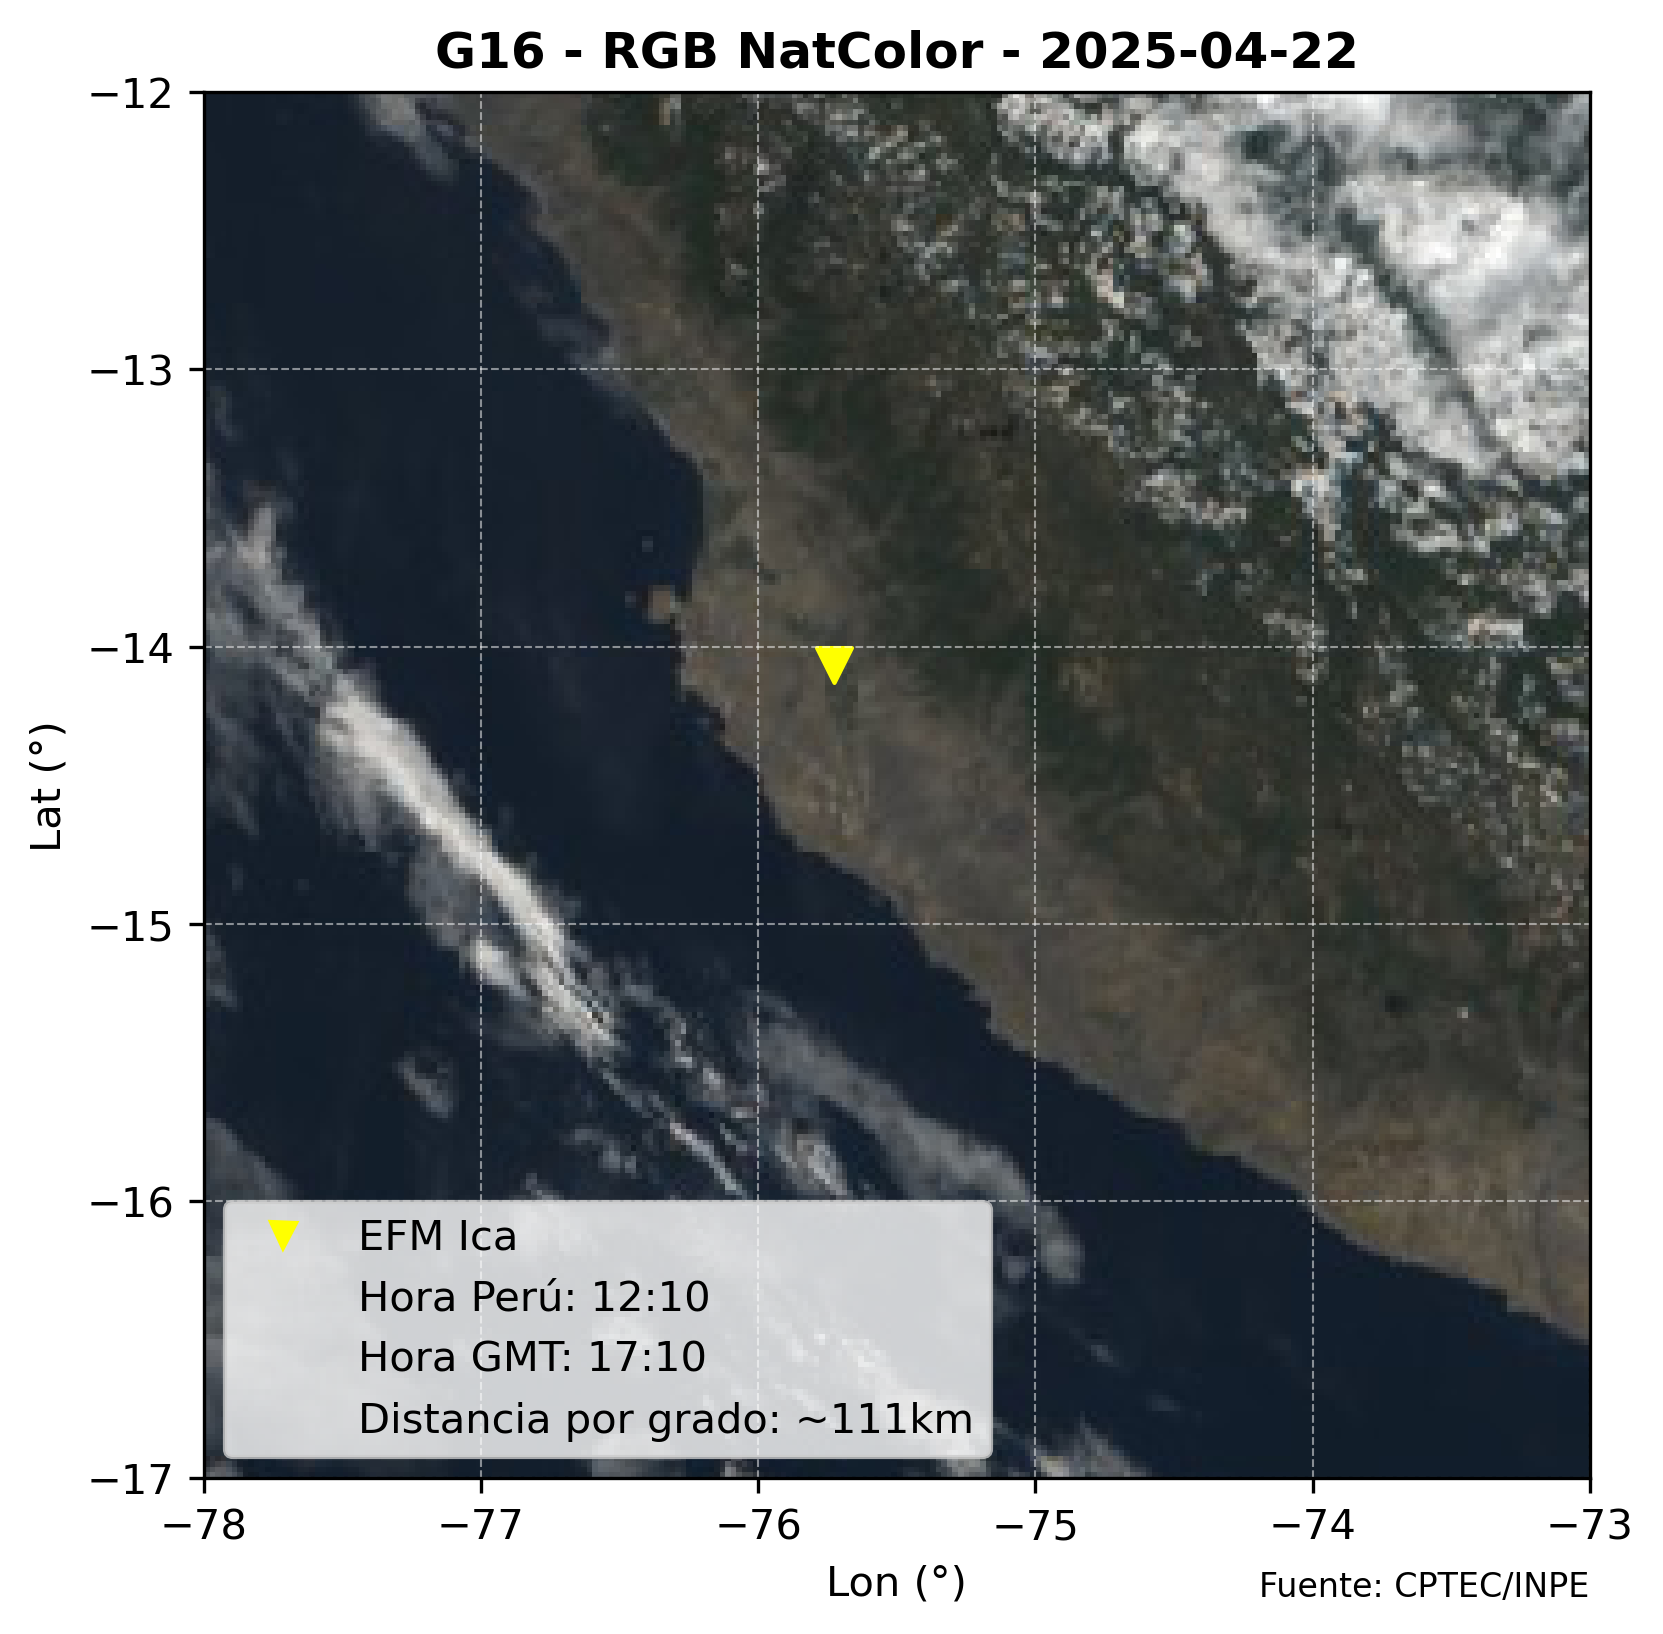 G16 - RGB NatColor - 2025-04-22
−12
−13
−14
−15
−16
−17
Lat (°)
EFM Ica
Hora Perú: 12:10
Hora GMT: 17:10
Distancia por grado: ~111km
−78
−77
−76
−75
−74
−73
Lon (°)
Fuente: CPTEC/INPE